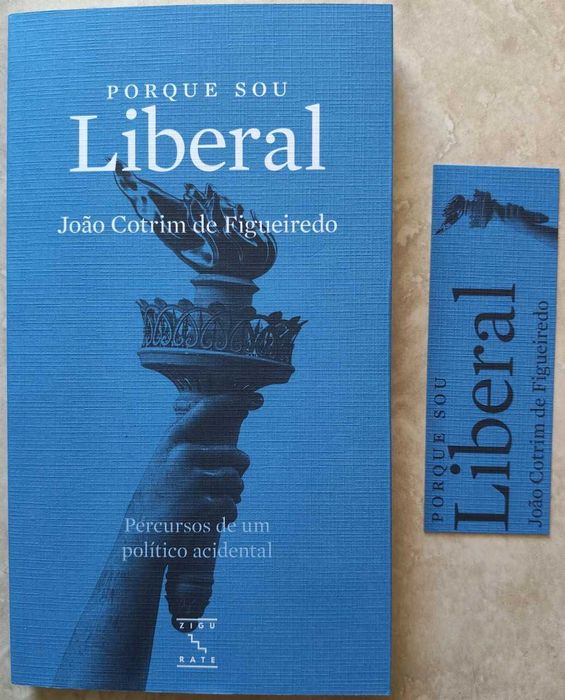 PORQUE SOU
Liberal
João Cotrim de Figueiredo
Percursos de um
político acidental
ZIGU
RATE
PORQUE SOU
Liberal
João Cotrim de Figueiredo